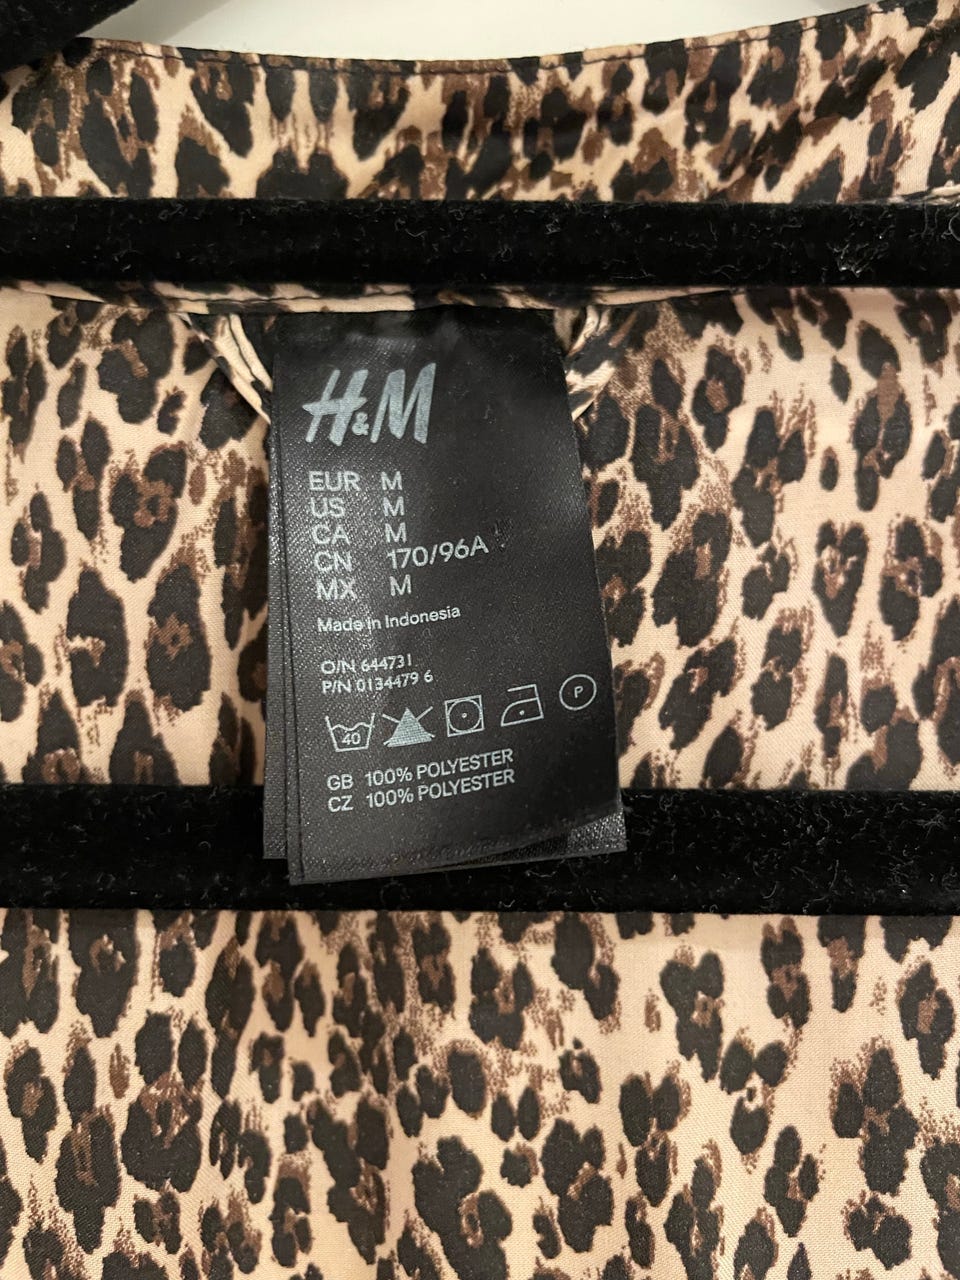 H&M
EUR M
US M
CA M
CN 170/96A
MX M
Made in Indonesia
O/N 644731
P/N 0134479 6
40 P
GB 100% POLYESTER
CZ 100% POLYESTER